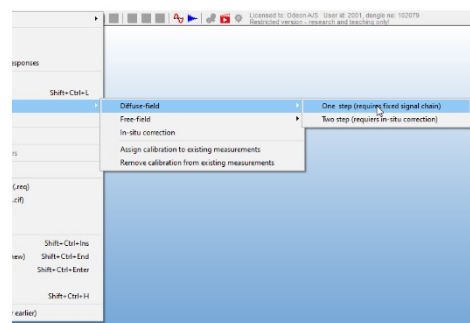 Licensed to: Odeon A/S User id: 2001, dongle no: 102079
Restricted version - research and teaching only!
sponses
Shift+Ctrl+L
Diffuse-field
One step (requires fixed signal chain)
Free-field
Two step (requiers in-situ correction)
In-situ correction
Assign calibration to existing measurements
Remove calibration from existing measurements
(.req)
.cif)
Shift+Ctrl+Ins
new) Shift+Ctrl+End
Shift+Ctrl+Enter
Shift+Ctrl+H
earlier)